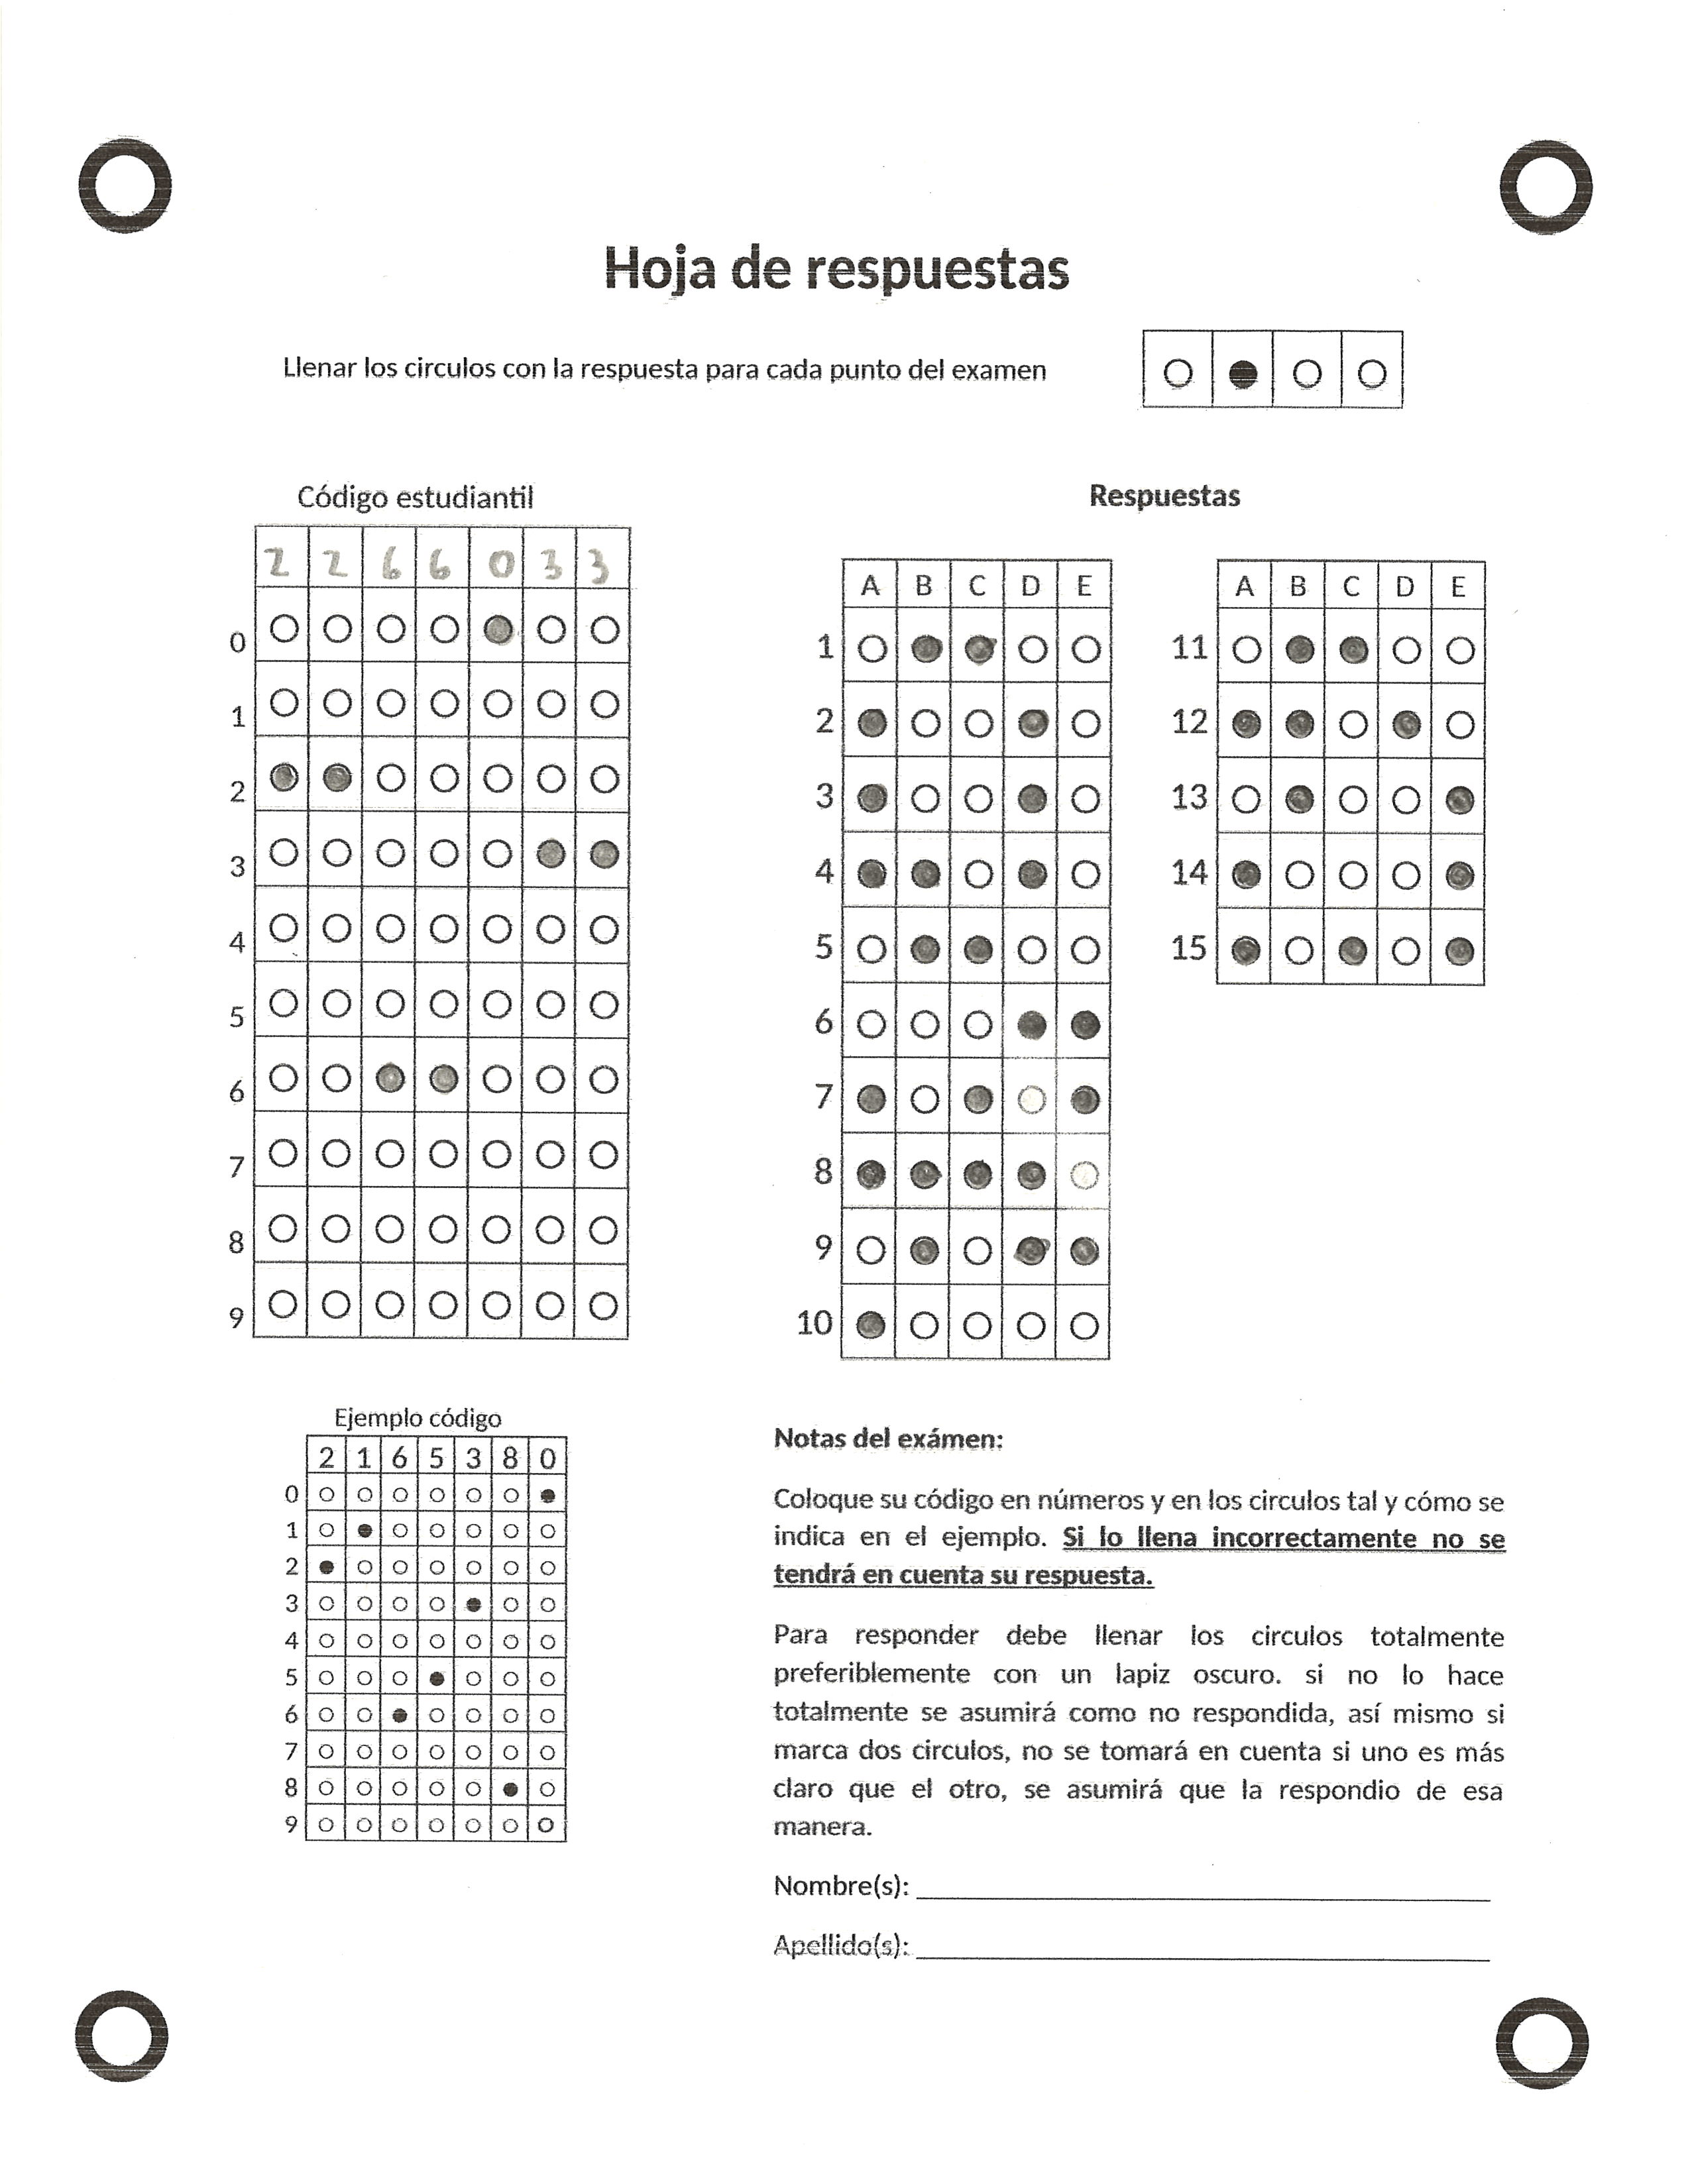 Hoja de respuestas
Llenar los circulos con la respuesta para cada punto del examen
Código estudiantil
2 2 6 6 0 3 3
0
1
2
3
4
5
6
7
8
9
Respuestas
A B C D E
1
2
3
4
5
6
7
8
9
10
A B C D E
11
12
13
14
15
Ejemplo código
2 1 6 5 3 8 0
0
1
2
3
4
5
6
7
8
9
Notas del exámen:
Coloque su código en números y en los circulos tal y cómo se
indica en el ejemplo. Si lo llena incorrectamente no se
tendrá en cuenta su respuesta.
Para responder debe llenar los circulos totalmente
preferiblemente con un lapiz oscuro. si no lo hace
totalmente se asumirá como no respondida, así mismo si
marca dos circulos, no se tomará en cuenta si uno es más
claro que el otro, se asumirá que la respondio de esa
manera.
Nombre(s):
Apellido(s):